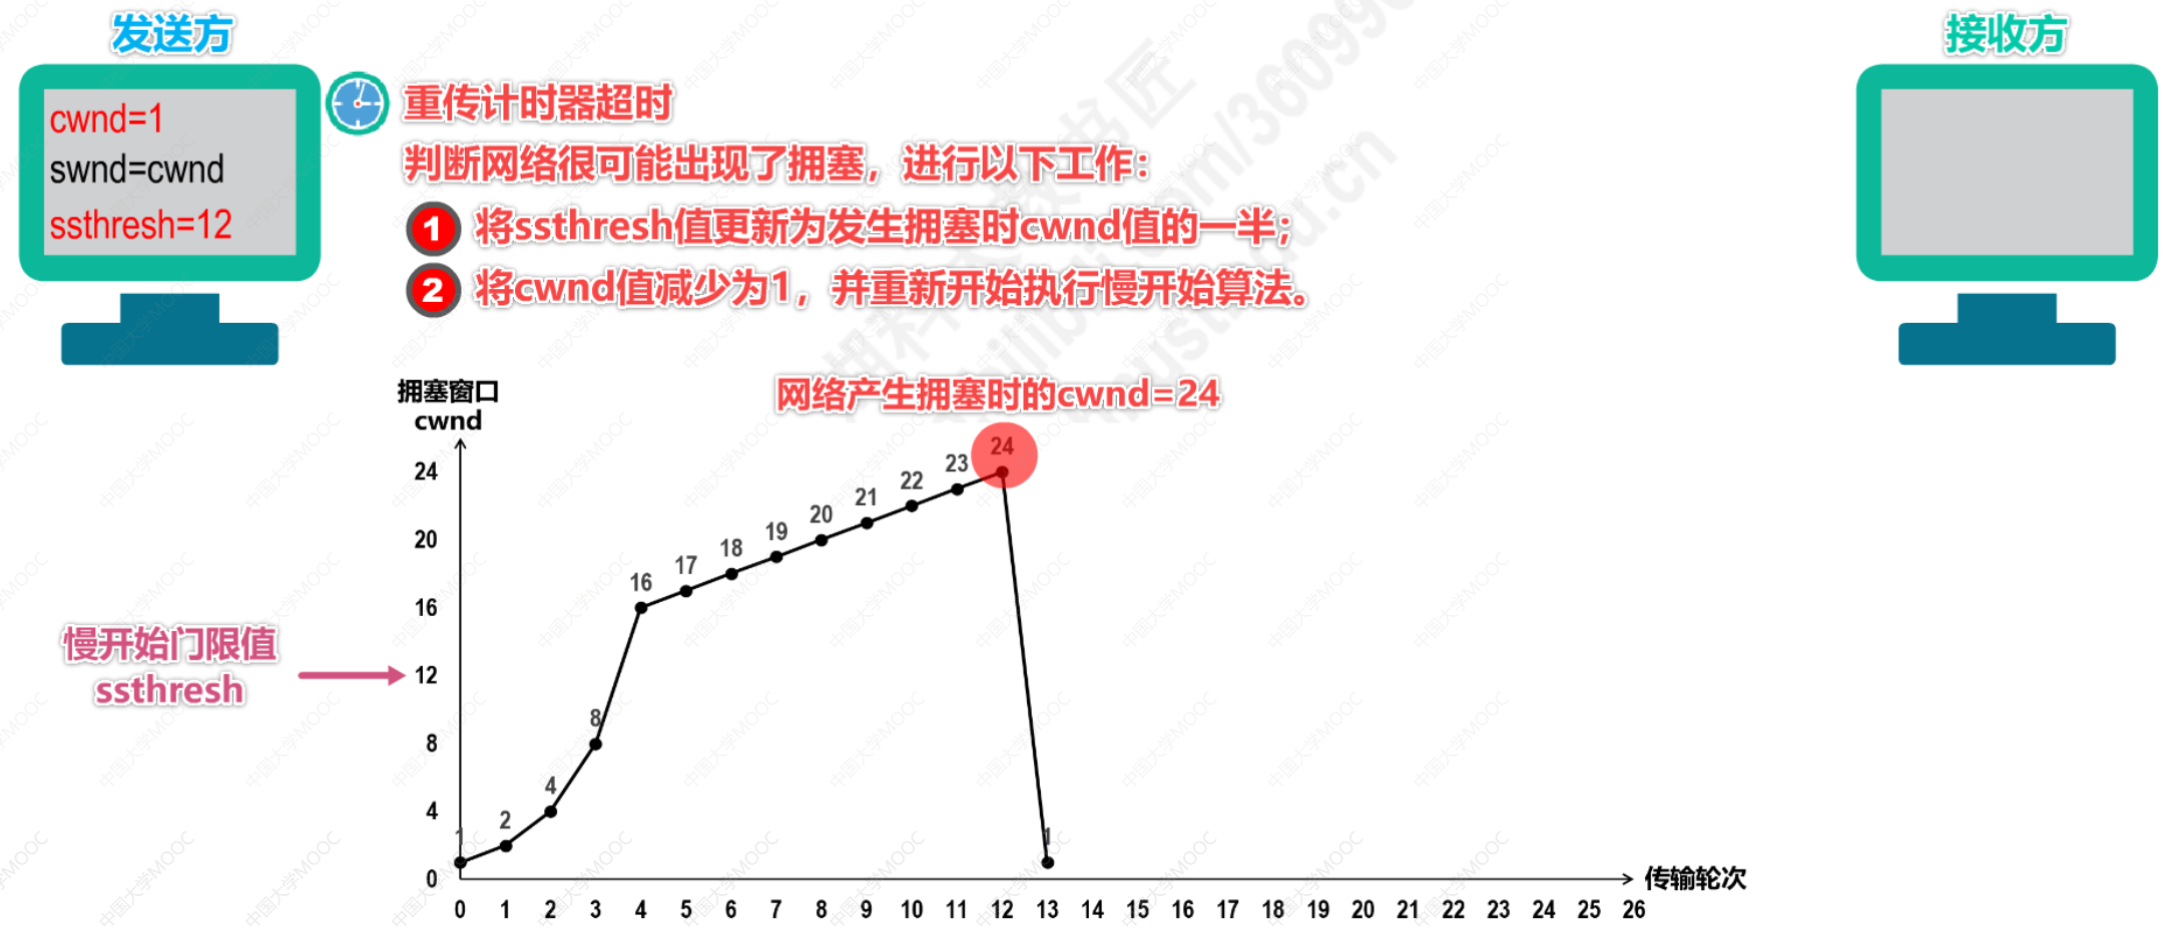 发送方
接收方
cwnd=1
swnd=cwnd
ssthresh=12
重传计时器超时
判断网络很可能出现了拥塞，进行以下工作：
1 将ssthresh值更新为发生拥塞时cwnd值的一半；
2 将cwnd值减少为1，并重新开始执行慢开始算法。
网络产生拥塞时的cwnd=24
拥塞窗口
cwnd
24
20
16
12
8
4
0
慢开始门限值
ssthresh
1
2
4
8
16
17
18
19
20
21
22
23
24
1
传输轮次
0 1 2 3 4 5 6 7 8 9 10 11 12 13 14 15 16 17 18 19 20 21 22 23 24 25 26
中国大学MOOC